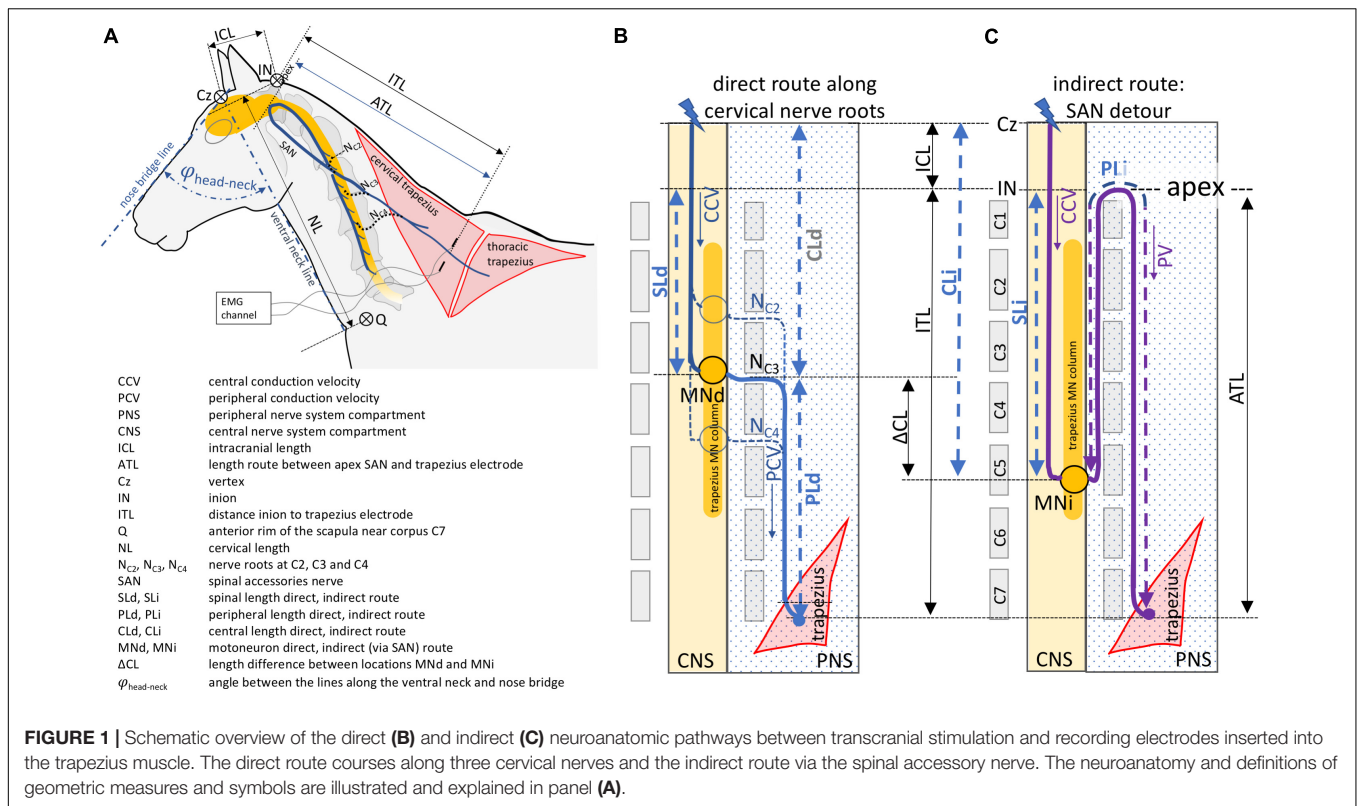 A
ICL
IN
apex
Cz
ITL
ATL
SAN
N_C2
N_C3
N_C4
cervical trapezius
thoracic trapezius
nose bridge line
φ_head-neck
NL
ventral neck line
EMG channel
Q
CCV central conduction velocity
PCV peripheral conduction velocity
PNS peripheral nerve system compartment
CNS central nerve system compartment
ICL intracranial length
ATL length route between apex SAN and trapezius electrode
Cz vertex
IN inion
ITL distance inion to trapezius electrode
Q anterior rim of the scapula near corpus C7
NL cervical length
N_C2, N_C3, N_C4 nerve roots at C2, C3 and C4
SAN spinal accessories nerve
SLd, SLi spinal length direct, indirect route
PLd, PLi peripheral length direct, indirect route
CLd, CLi central length direct, indirect route
MNd, MNi motoneuron direct, indirect (via SAN) route
ΔCL length difference between locations MNd and MNi
φ_head-neck angle between the lines along the ventral neck and nose bridge
B
direct route along
cervical nerve roots
CCV
SLd
CLd
N_C2
N_C3
MNd
N_C4
trapezius MN column
PCV
PLd
trapezius
CNS
PNS
ICL
ITL
ΔCL
CLi
C
indirect route:
SAN detour
Cz
IN
PLi
apex
CCV
PV
SLi
C1
C2
C3
C4
C5
C6
C7
trapezius MN column
MNi
ATL
trapezius
CNS
PNS
FIGURE 1 | Schematic overview of the direct (B) and indirect (C) neuroanatomic pathways between transcranial stimulation and recording electrodes inserted into
the trapezius muscle. The direct route courses along three cervical nerves and the indirect route via the spinal accessory nerve. The neuroanatomy and definitions of
geometric measures and symbols are illustrated and explained in panel (A).